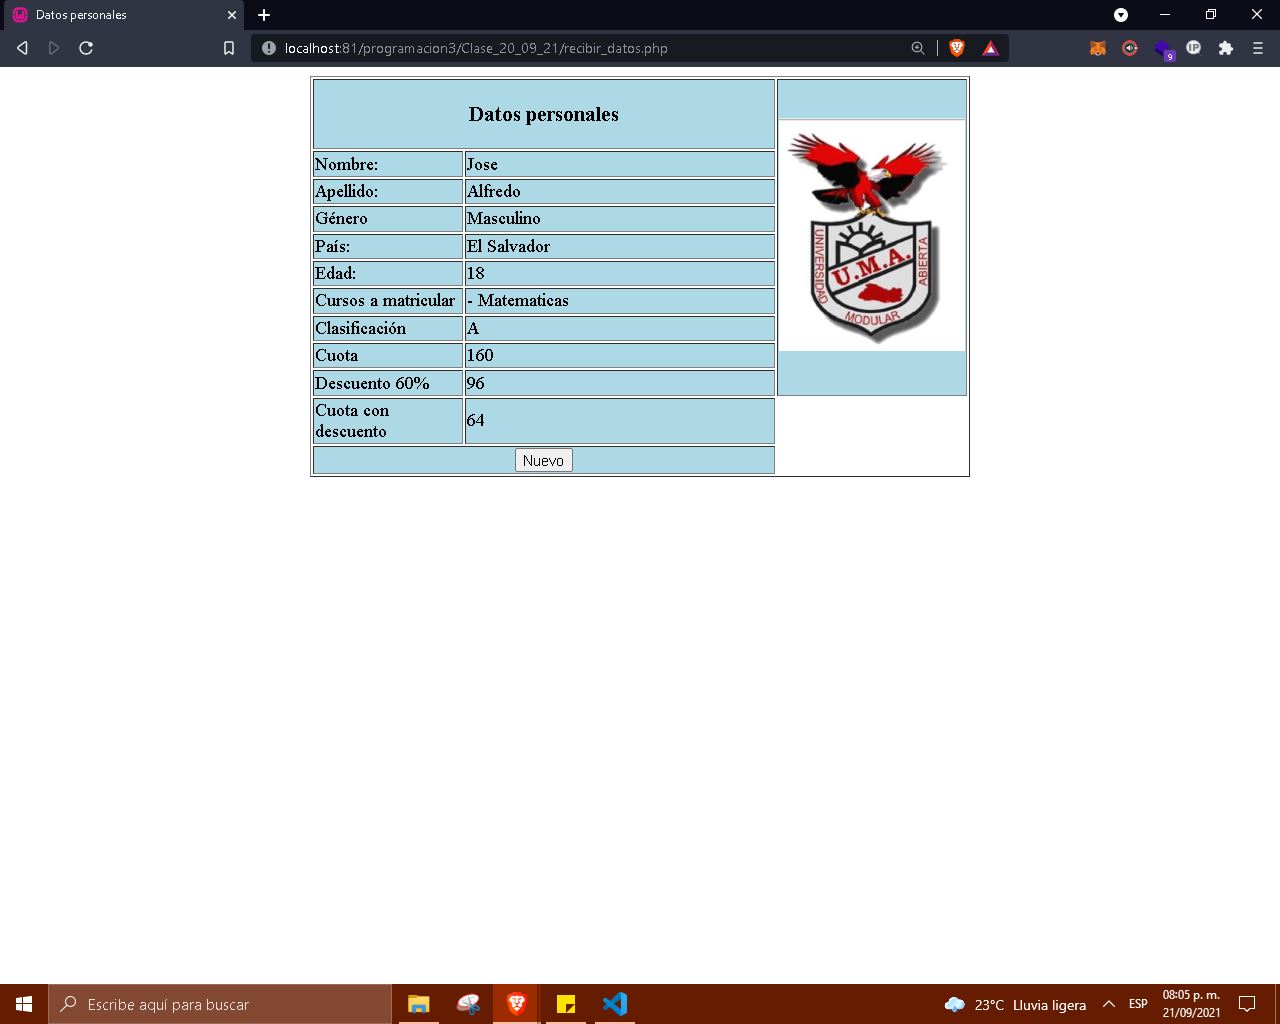 Datos personales
localhost:81/programacion3/Clase_20_09_21/recibir_datos.php
IP
9
Datos personales
Nombre: Jose
Apellido: Alfredo
Género Masculino
País: El Salvador
Edad: 18
Cursos a matricular - Matematicas
Clasificación A
Cuota 160
Descuento 60% 96
Cuota con
descuento 64
Nuevo
UNIVERSIDAD
U.M.A.
MODULAR
ABIERTA
Escribe aquí para buscar
23°C Lluvia ligera
ESP
08:05 p. m.
21/09/2021